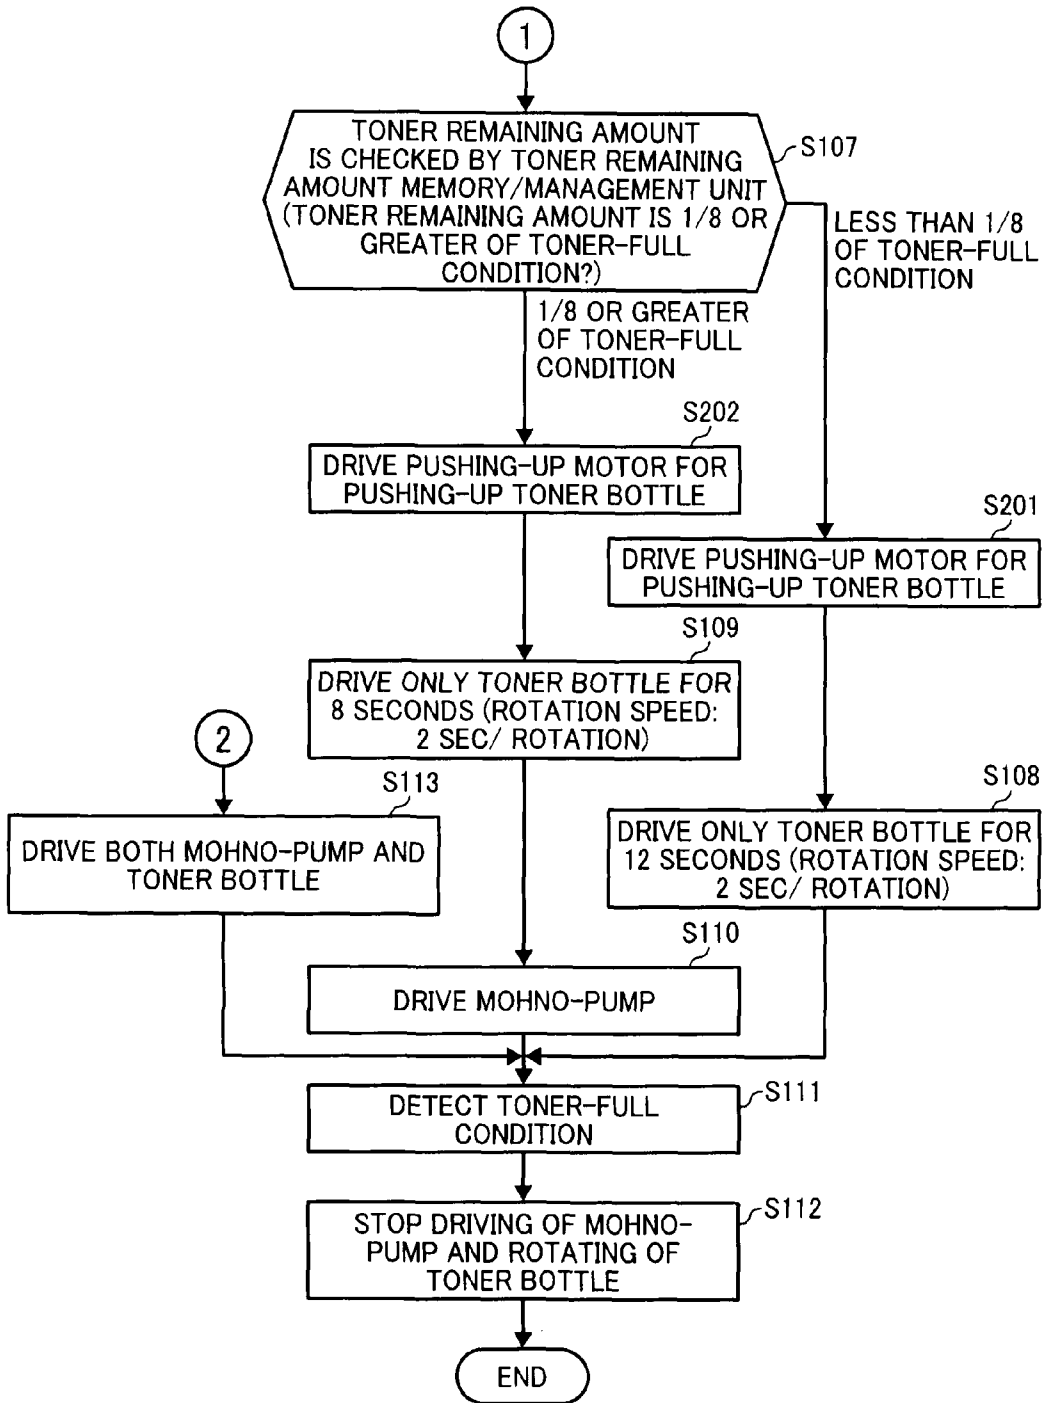 1
TONER REMAINING AMOUNT
IS CHECKED BY TONER REMAINING
AMOUNT MEMORY/MANAGEMENT UNIT
(TONER REMAINING AMOUNT IS 1/8 OR
GREATER OF TONER-FULL
CONDITION?)
S107
LESS THAN 1/8
OF TONER-FULL
CONDITION
1/8 OR GREATER
OF TONER-FULL
CONDITION
S202
DRIVE PUSHING-UP MOTOR FOR
PUSHING-UP TONER BOTTLE
S201
DRIVE PUSHING-UP MOTOR FOR
PUSHING-UP TONER BOTTLE
S109
DRIVE ONLY TONER BOTTLE FOR
8 SECONDS (ROTATION SPEED:
2 SEC/ ROTATION)
2
S113
DRIVE BOTH MOHNO-PUMP AND
TONER BOTTLE
S108
DRIVE ONLY TONER BOTTLE FOR
12 SECONDS (ROTATION SPEED:
2 SEC/ ROTATION)
S110
DRIVE MOHNO-PUMP
S111
DETECT TONER-FULL
CONDITION
S112
STOP DRIVING OF MOHNO-
PUMP AND ROTATING OF
TONER BOTTLE
END